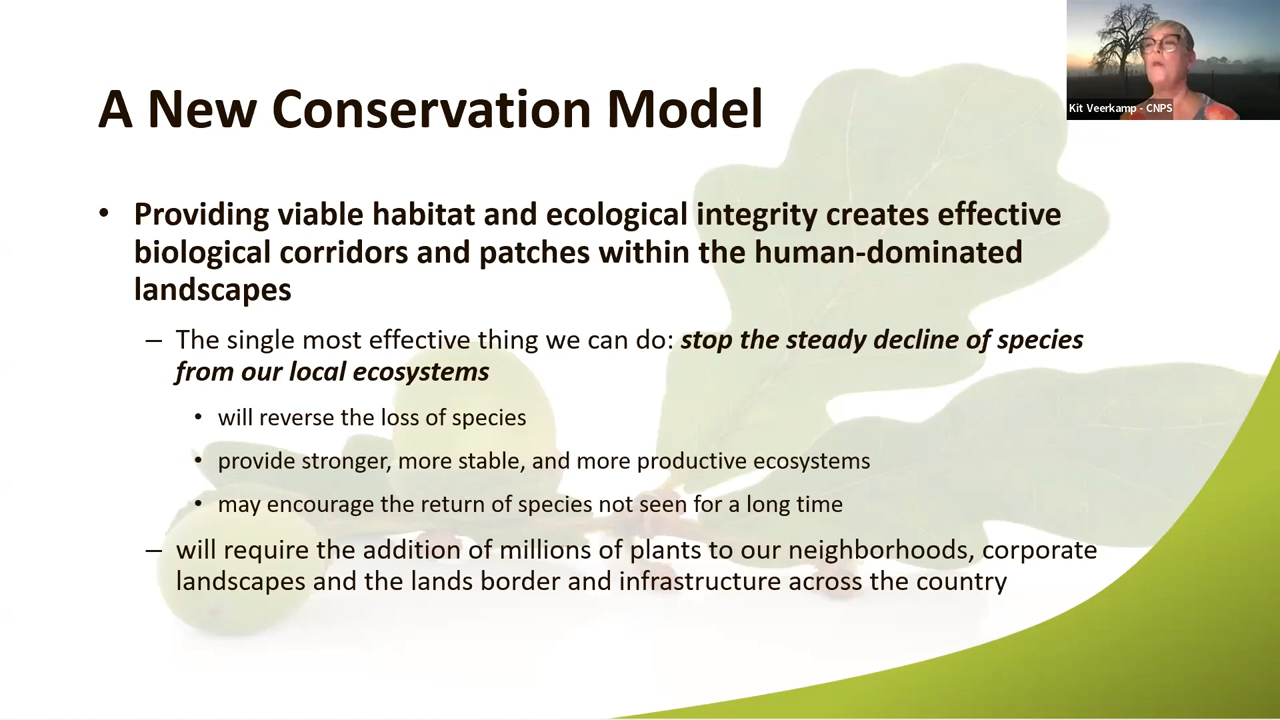 Kit Veerkamp - CNPS
A New Conservation Model
• Providing viable habitat and ecological integrity creates effective
biological corridors and patches within the human-dominated
landscapes
– The single most effective thing we can do: stop the steady decline of species
from our local ecosystems
• will reverse the loss of species
• provide stronger, more stable, and more productive ecosystems
• may encourage the return of species not seen for a long time
– will require the addition of millions of plants to our neighborhoods, corporate
landscapes and the lands border and infrastructure across the country